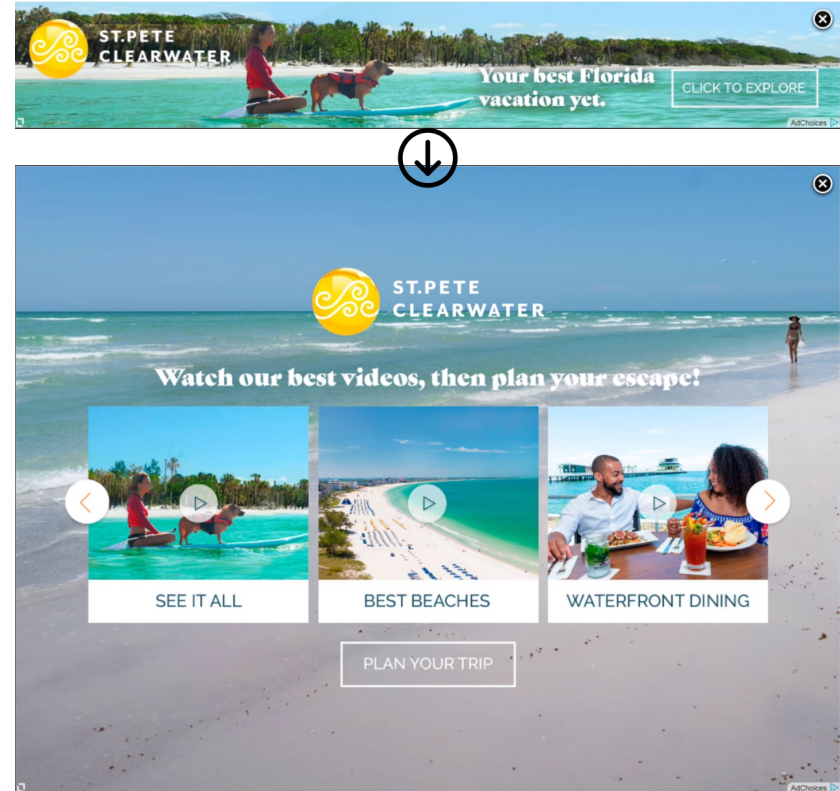 ST.PETE
CLEARWATER
Your best Florida
vacation yet.
CLICK TO EXPLORE
AdChoices
ST.PETE
CLEARWATER
Watch our best videos, then plan your escape!
SEE IT ALL
BEST BEACHES
WATERFRONT DINING
PLAN YOUR TRIP
AdChoices